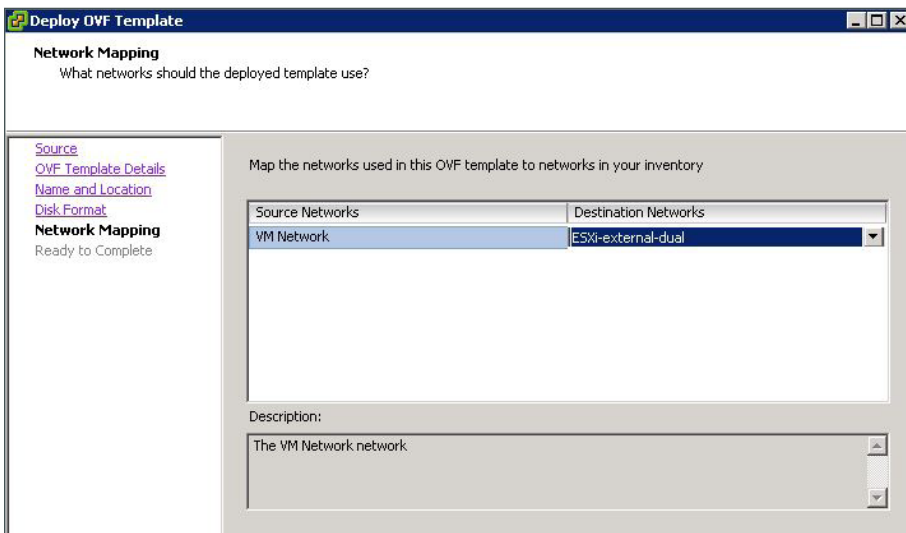 Deploy OVF Template
Network Mapping
What networks should the deployed template use?
Source
OVF Template Details
Name and Location
Disk Format
Network Mapping
Ready to Complete
Map the networks used in this OVF template to networks in your inventory
Source Networks Destination Networks
VM Network ESXi-external-dual
Description:
The VM Network network